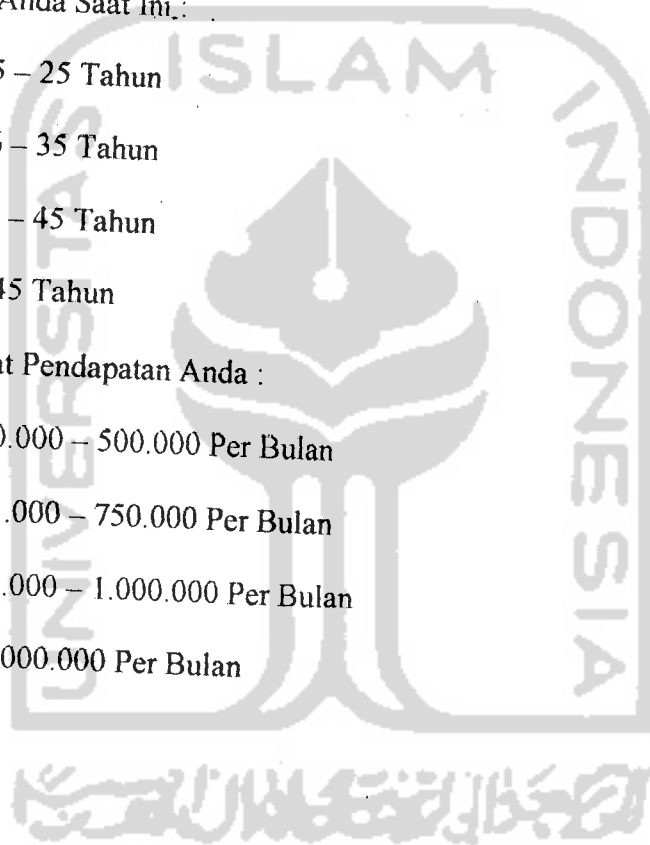 Anda Saat Ini :
5 – 25 Tahun
– 35 Tahun
– 45 Tahun
45 Tahun
at Pendapatan Anda :
0.000 – 500.000 Per Bulan
.000 – 750.000 Per Bulan
.000 – 1.000.000 Per Bulan
000.000 Per Bulan
UNIVERSITAS
ISLAM
INDONESIA